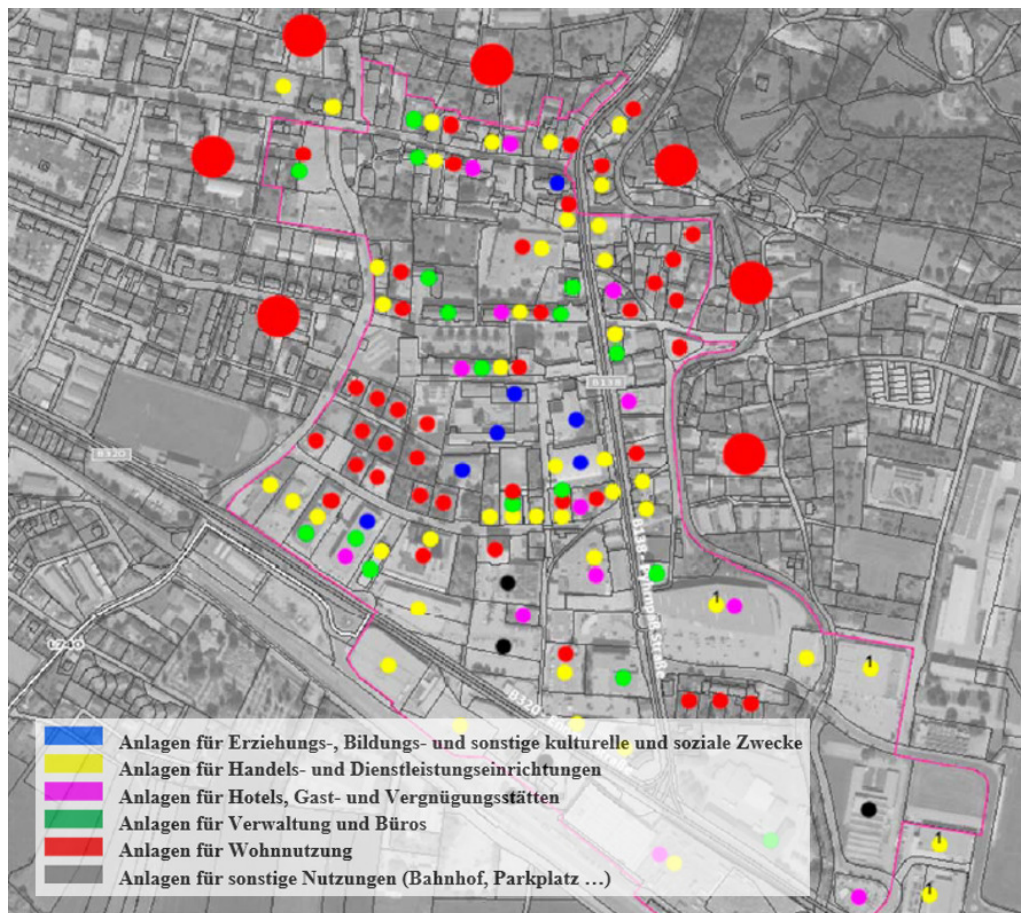 B138
B320
1
B138 - Pyhrnpaß Straße
1
1740
B320 -
Anlagen für Erziehungs-, Bildungs- und sonstige kulturelle und soziale Zwecke
Anlagen für Handels- und Dienstleistungseinrichtungen
Anlagen für Hotels, Gast- und Vergnügungsstätten
Anlagen für Verwaltung und Büros
Anlagen für Wohnnutzung
Anlagen für sonstige Nutzungen (Bahnhof, Parkplatz ...)
1
1